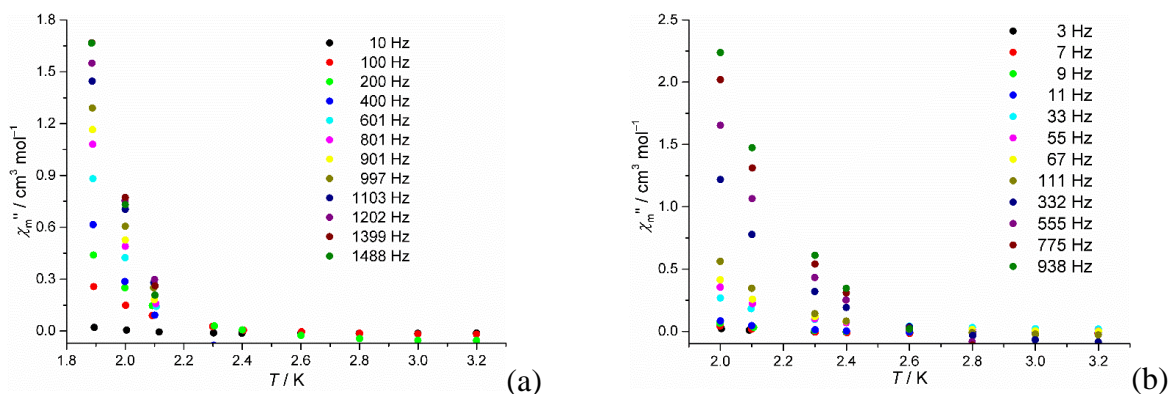 1.8
1.5
1.2
0.9
0.6
0.3
0.0
χm'' / cm³ mol⁻¹
1.8 2.0 2.2 2.4 2.6 2.8 3.0 3.2
T / K
10 Hz
100 Hz
200 Hz
400 Hz
601 Hz
801 Hz
901 Hz
997 Hz
1103 Hz
1202 Hz
1399 Hz
1488 Hz
(a)
2.5
2.0
1.5
1.0
0.5
0.0
χm'' / cm³ mol⁻¹
2.0 2.2 2.4 2.6 2.8 3.0 3.2
T / K
3 Hz
7 Hz
9 Hz
11 Hz
33 Hz
55 Hz
67 Hz
111 Hz
332 Hz
555 Hz
775 Hz
938 Hz
(b)